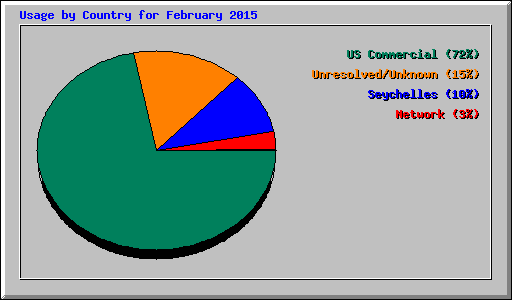 Usage by Country for February 2015
US Commercial (72%)
Unresolved/Unknown (15%)
Seychelles (10%)
Network (3%)